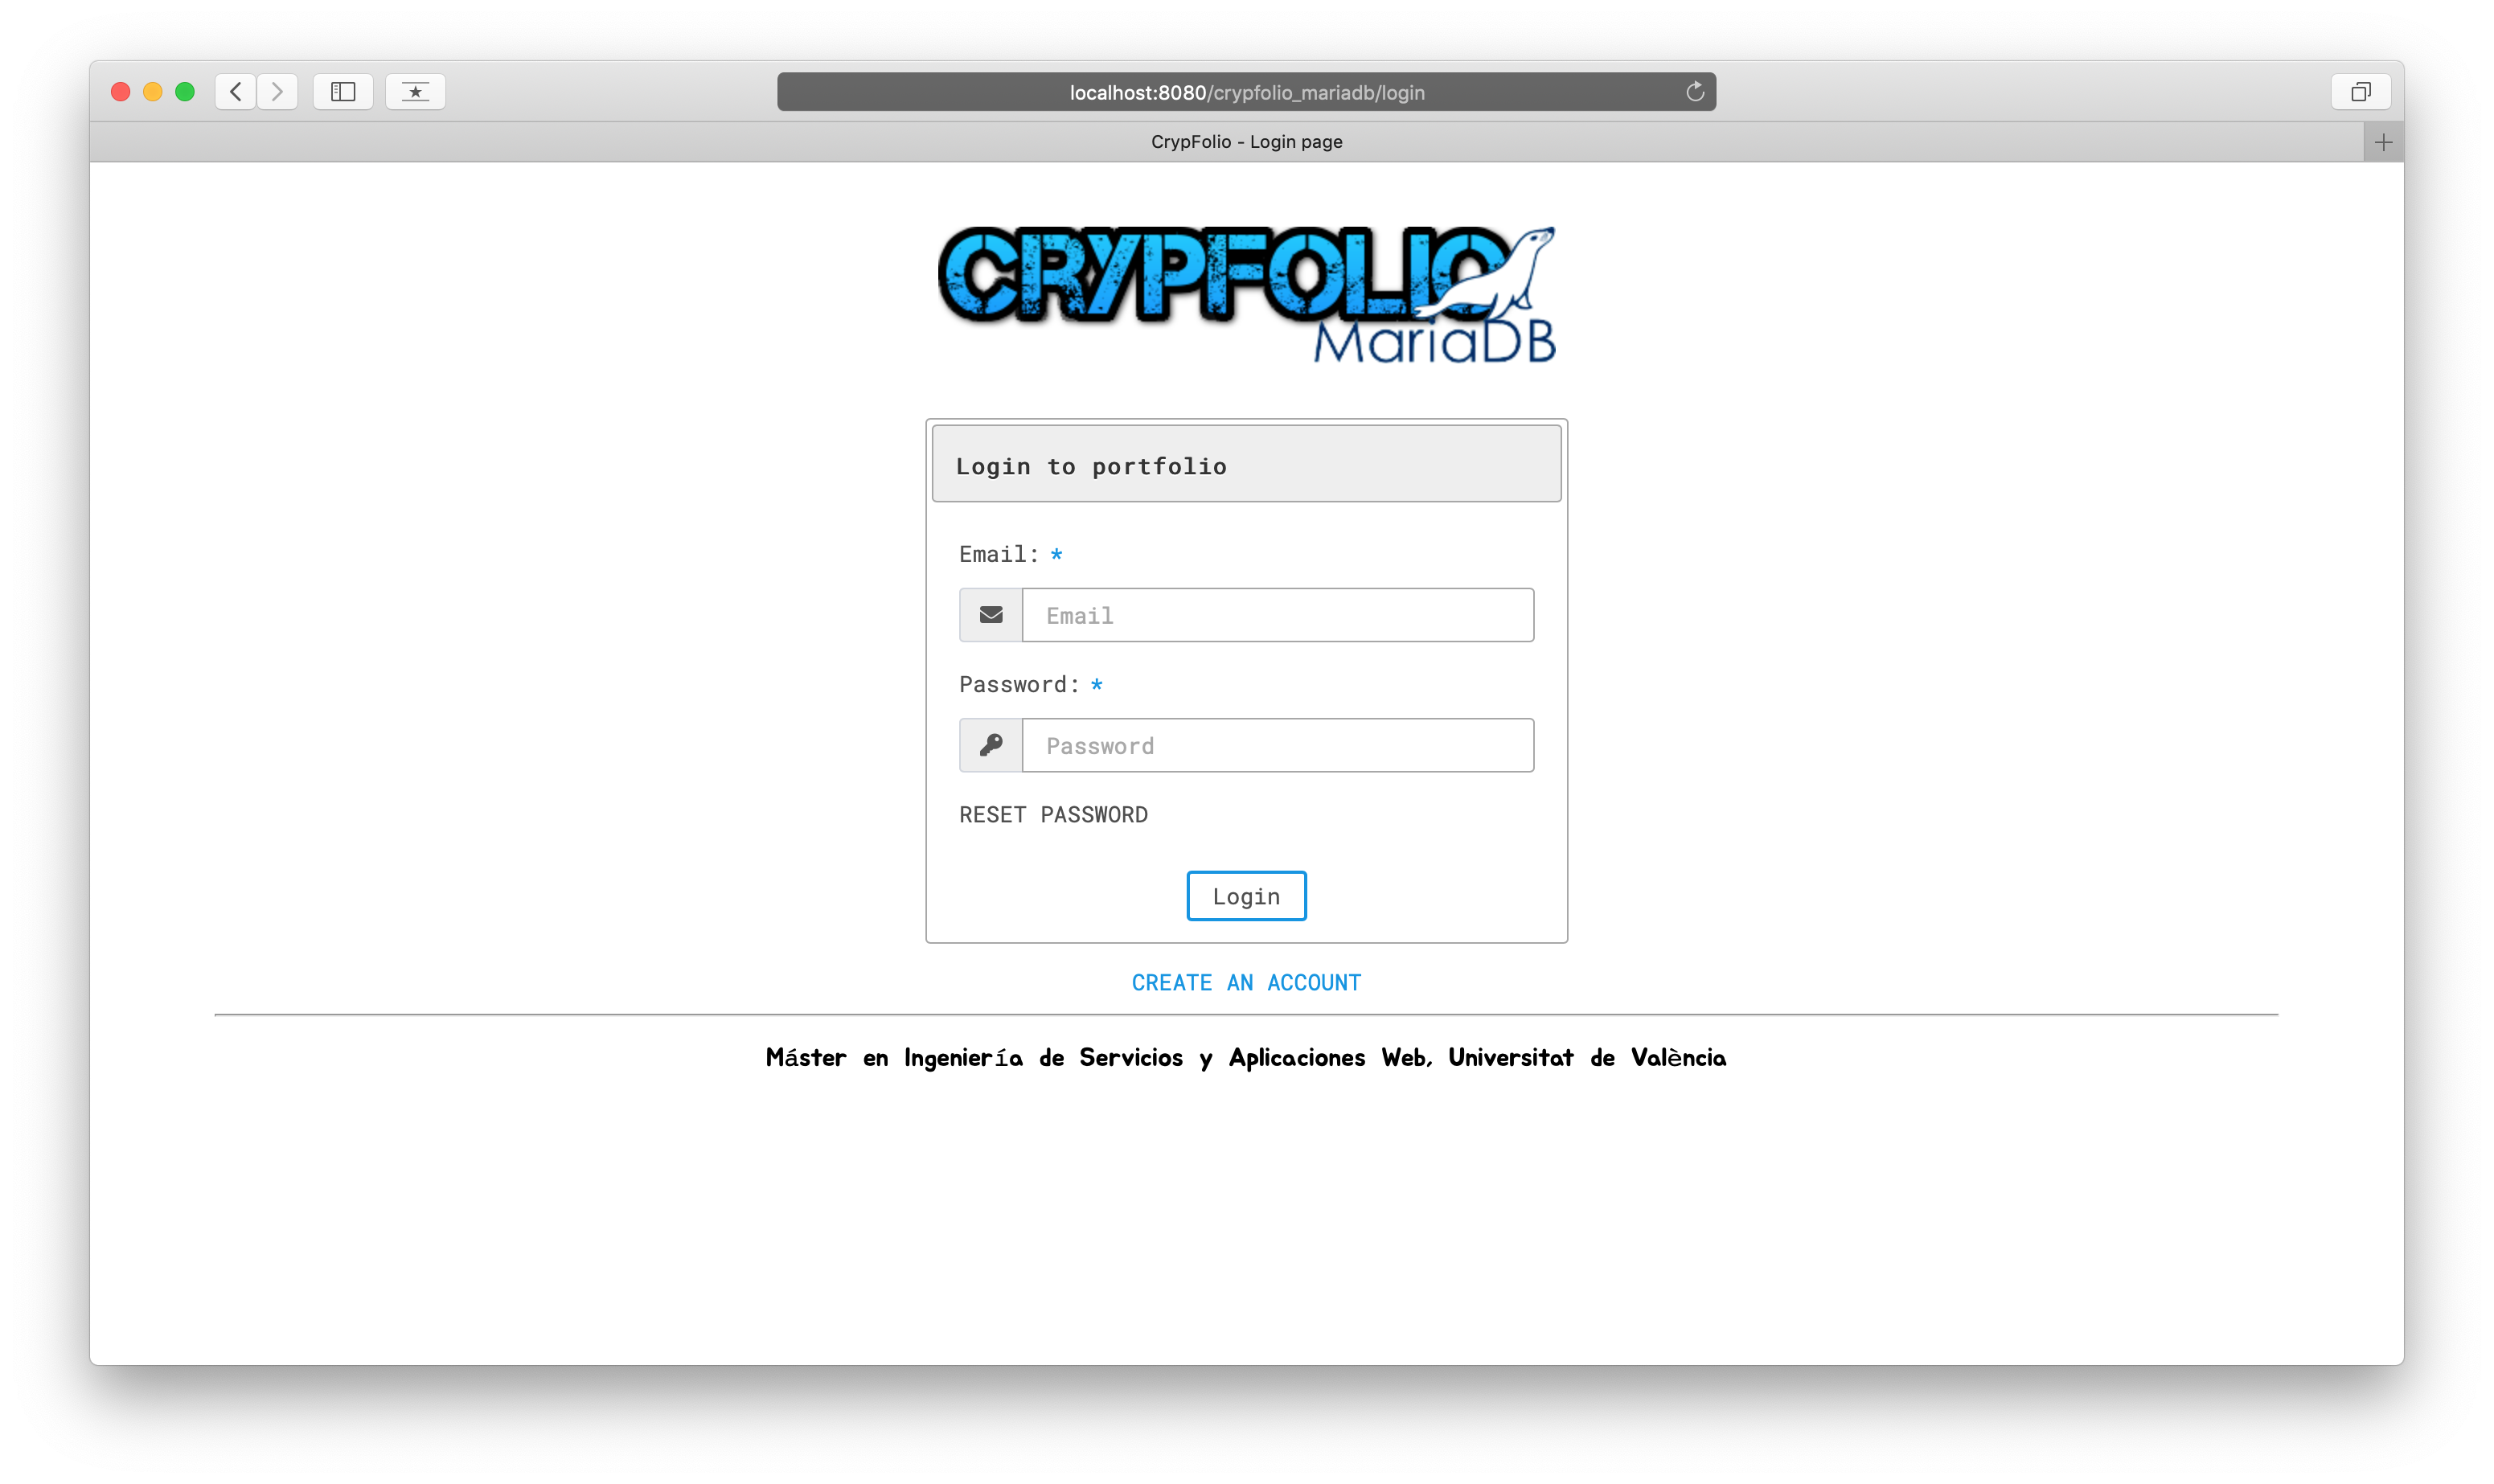 localhost:8080/crypfolio_mariadb/login
CrypFolio - Login page
CRYPFOLIO
MariaDB
Login to portfolio
Email: *
Email
Password: *
Password
RESET PASSWORD
Login
CREATE AN ACCOUNT
Máster en Ingeniería de Servicios y Aplicaciones Web, Universitat de València